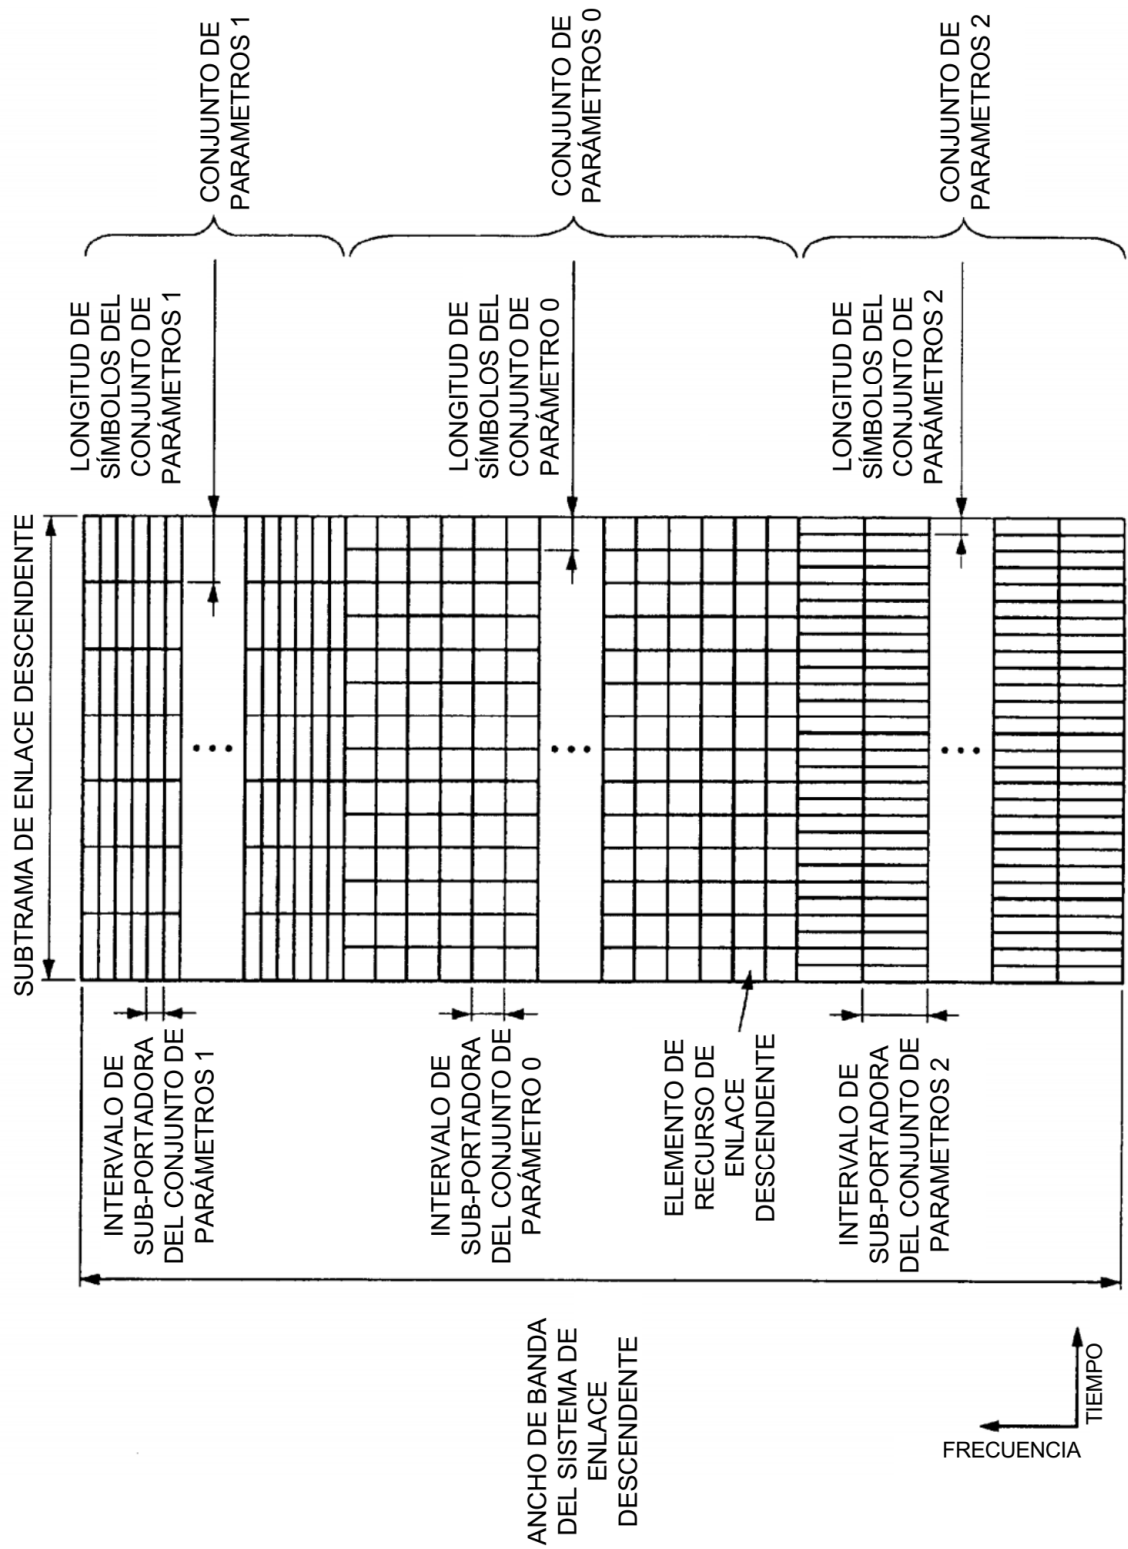 SUBTRAMA DE ENLACE DESCENDENTE
LONGITUD DE
SÍMBOLOS DEL
CONJUNTO DE
PARÁMETROS 1
CONJUNTO DE
PARAMETROS 1
INTERVALO DE
SUB-PORTADORA
DEL CONJUNTO DE
PARÁMETROS 1
LONGITUD DE
SÍMBOLOS DEL
CONJUNTO DE
PARÁMETRO 0
CONJUNTO DE
PARÁMETROS 0
INTERVALO DE
SUB-PORTADORA
DEL CONJUNTO DE
PARÁMETRO 0
ELEMENTO DE
RECURSO DE
ENLACE
DESCENDENTE
LONGITUD DE
SÍMBOLOS DEL
CONJUNTO DE
PARÁMETROS 2
CONJUNTO DE
PARAMETROS 2
INTERVALO DE
SUB-PORTADORA
DEL CONJUNTO DE
PARAMETROS 2
ANCHO DE BANDA
DEL SISTEMA DE
ENLACE
DESCENDENTE
FRECUENCIA
TIEMPO